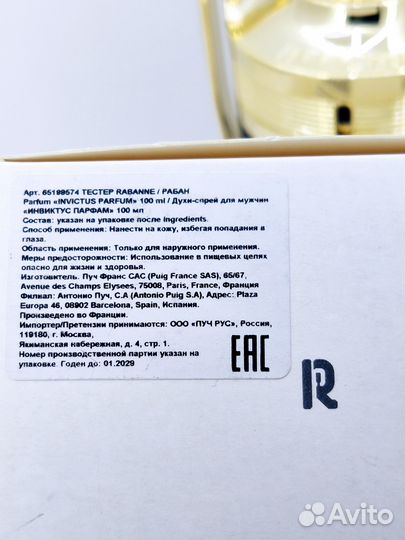 Арт. 65199574 ТЕСТЕР RABANNE / РАБАН
Parfum «INVICTUS PARFUM» 100 ml / Духи-спрей для мужчин
«ИНВИКТУС ПАРФАМ» 100 мл
Состав: указан на упаковке после Ingredients.
Способ применения: Нанести на кожу, избегая попадания в
глаза.
Область применения: Только для наружного применения.
Меры предосторожности: Использование в пищевых целях
опасно для жизни и здоровья.
Изготовитель. Пуч Франс САС (Puig France SAS), 65/67,
Avenue des Champs Elysees, 75008, Paris, France, Франция
Филиал: Антонио Пуч, С.А (Antonio Puig S.A), Адрес: Plaza
Europa 46, 08902 Barcelona, Spain, Испания.
Произведено во Франции.
Импортер/Претензии принимаются: ООО «ПУЧ РУС», Россия,
119180, г. Москва,
Якиманская набережная, д. 4, стр. 1.
Номер производственной партии указан на
упаковке. Годен до: 01.2029
EAC
R
Avito